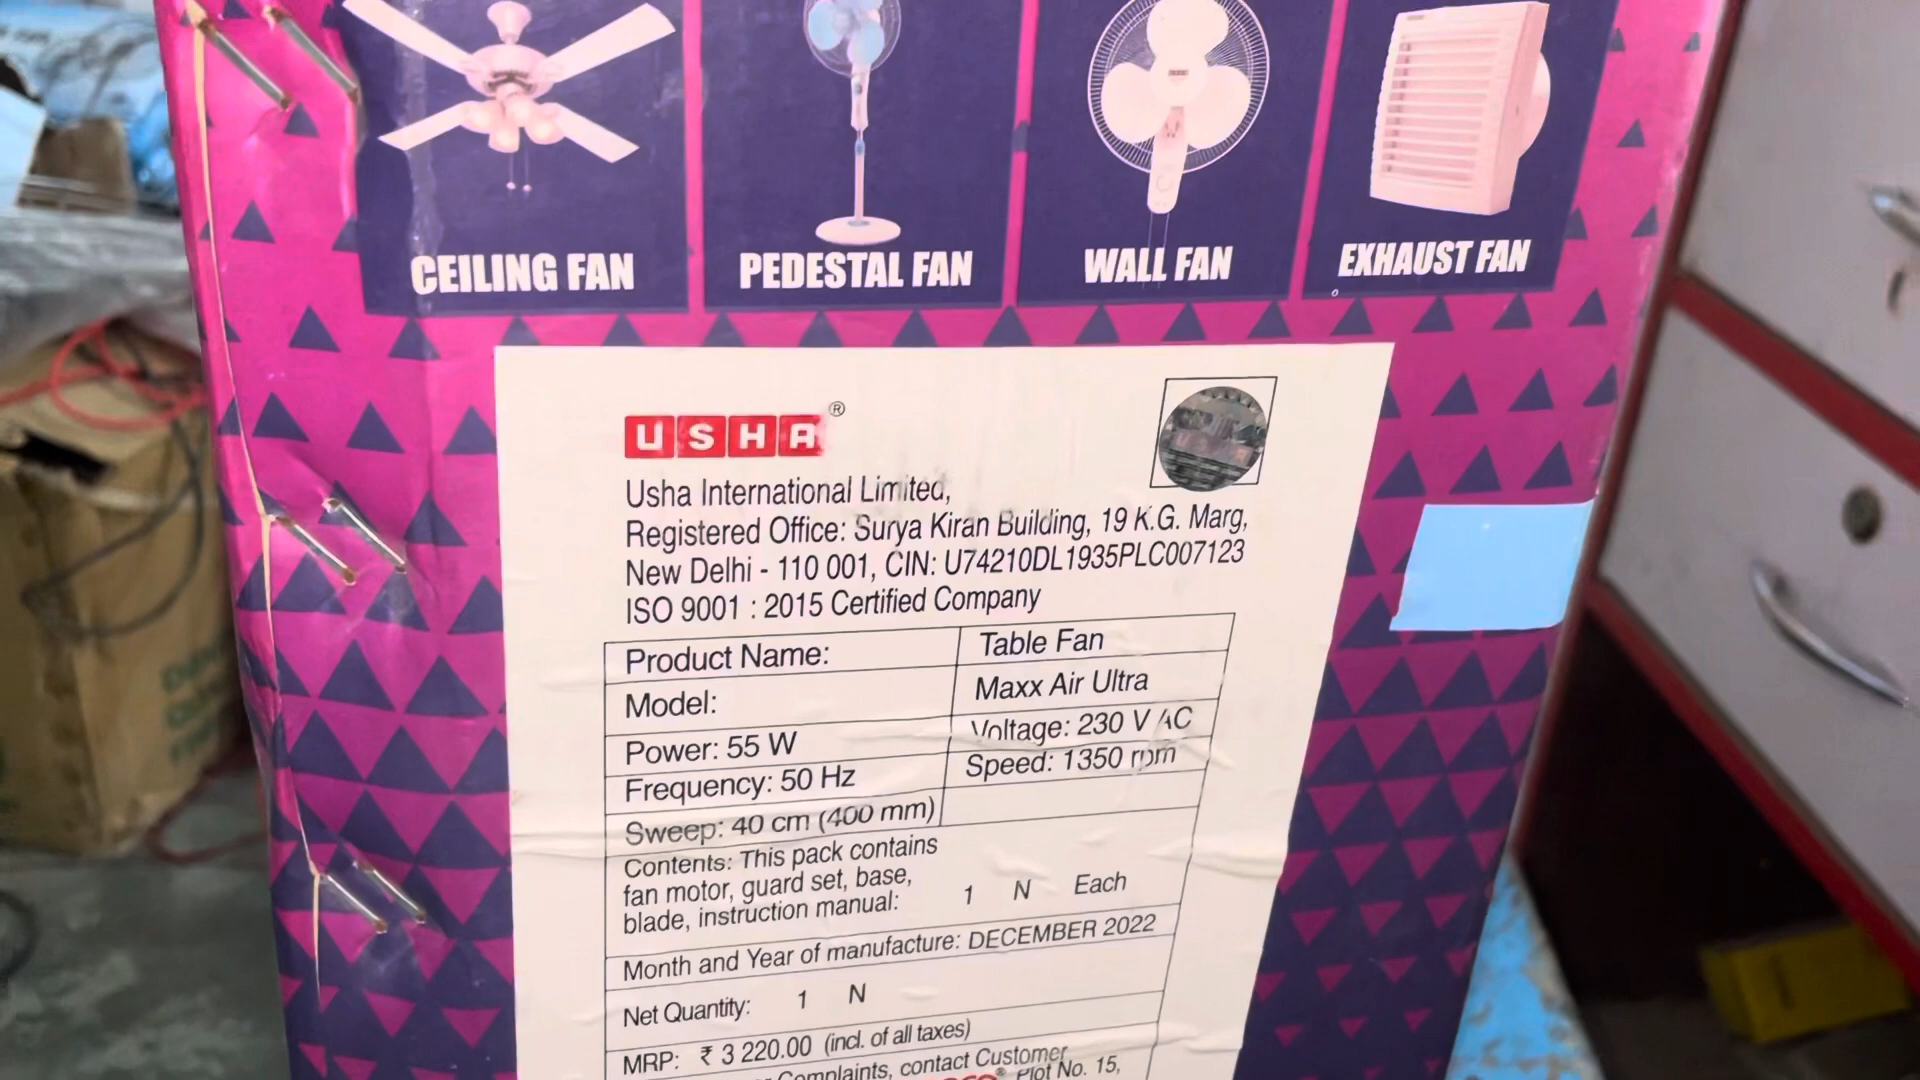 CEILING FAN
PEDESTAL FAN
WALL FAN
EXHAUST FAN
USHA®
Usha International Limited,
Registered Office: Surya Kiran Building, 19 K.G. Marg,
New Delhi - 110 001, CIN: U74210DL1935PLC007123
ISO 9001 : 2015 Certified Company
Product Name: Table Fan
Model: Maxx Air Ultra
Power: 55 W Voltage: 230 V AC
Frequency: 50 Hz Speed: 1350 rpm
Sweep: 40 cm (400 mm)
Contents: This pack contains
fan motor, guard set, base,
blade, instruction manual: 1 N Each
Month and Year of manufacture: DECEMBER 2022
Net Quantity: 1 N
MRP: ₹ 3 220.00 (incl. of all taxes)
Complaints, contact Customer
Plot No. 15,